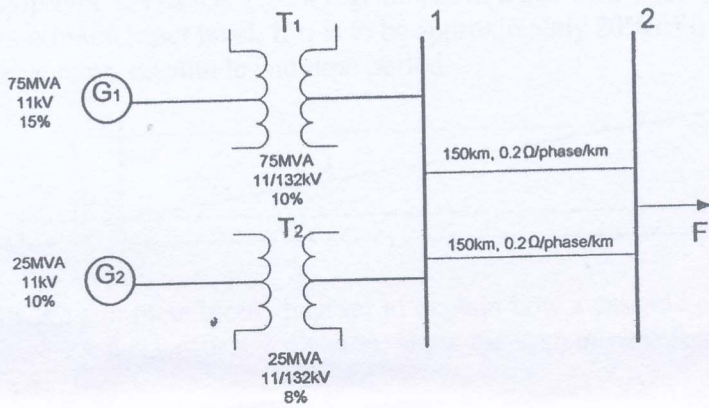 T1
1
2
75MVA
11kV
15%
G1
75MVA
11/132kV
10%
150km, 0.2Ω/phase/km
F
T2
150km, 0.2Ω/phase/km
25MVA
11kV
10%
G2
25MVA
11/132kV
8%